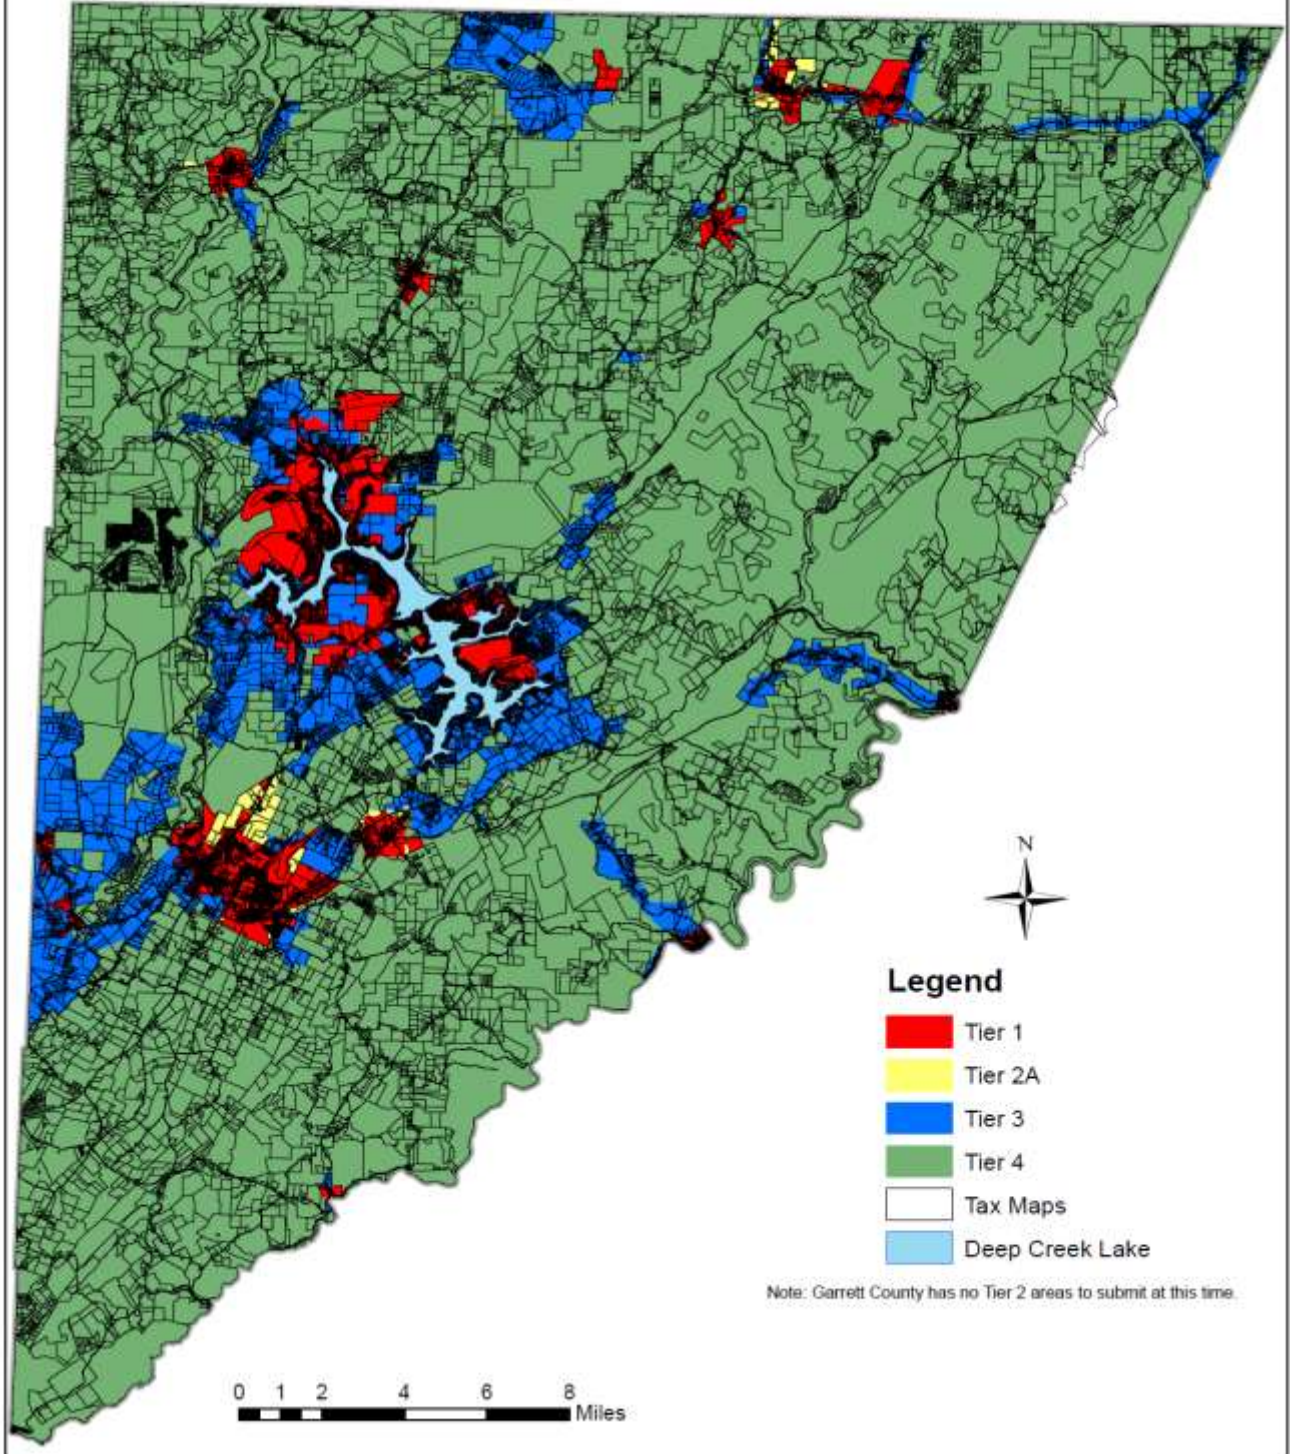 N
Legend
Tier 1
Tier 2A
Tier 3
Tier 4
Tax Maps
Deep Creek Lake
Note: Garrett County has no Tier 2 areas to submit at this time.
0 1 2 4 6 8
Miles